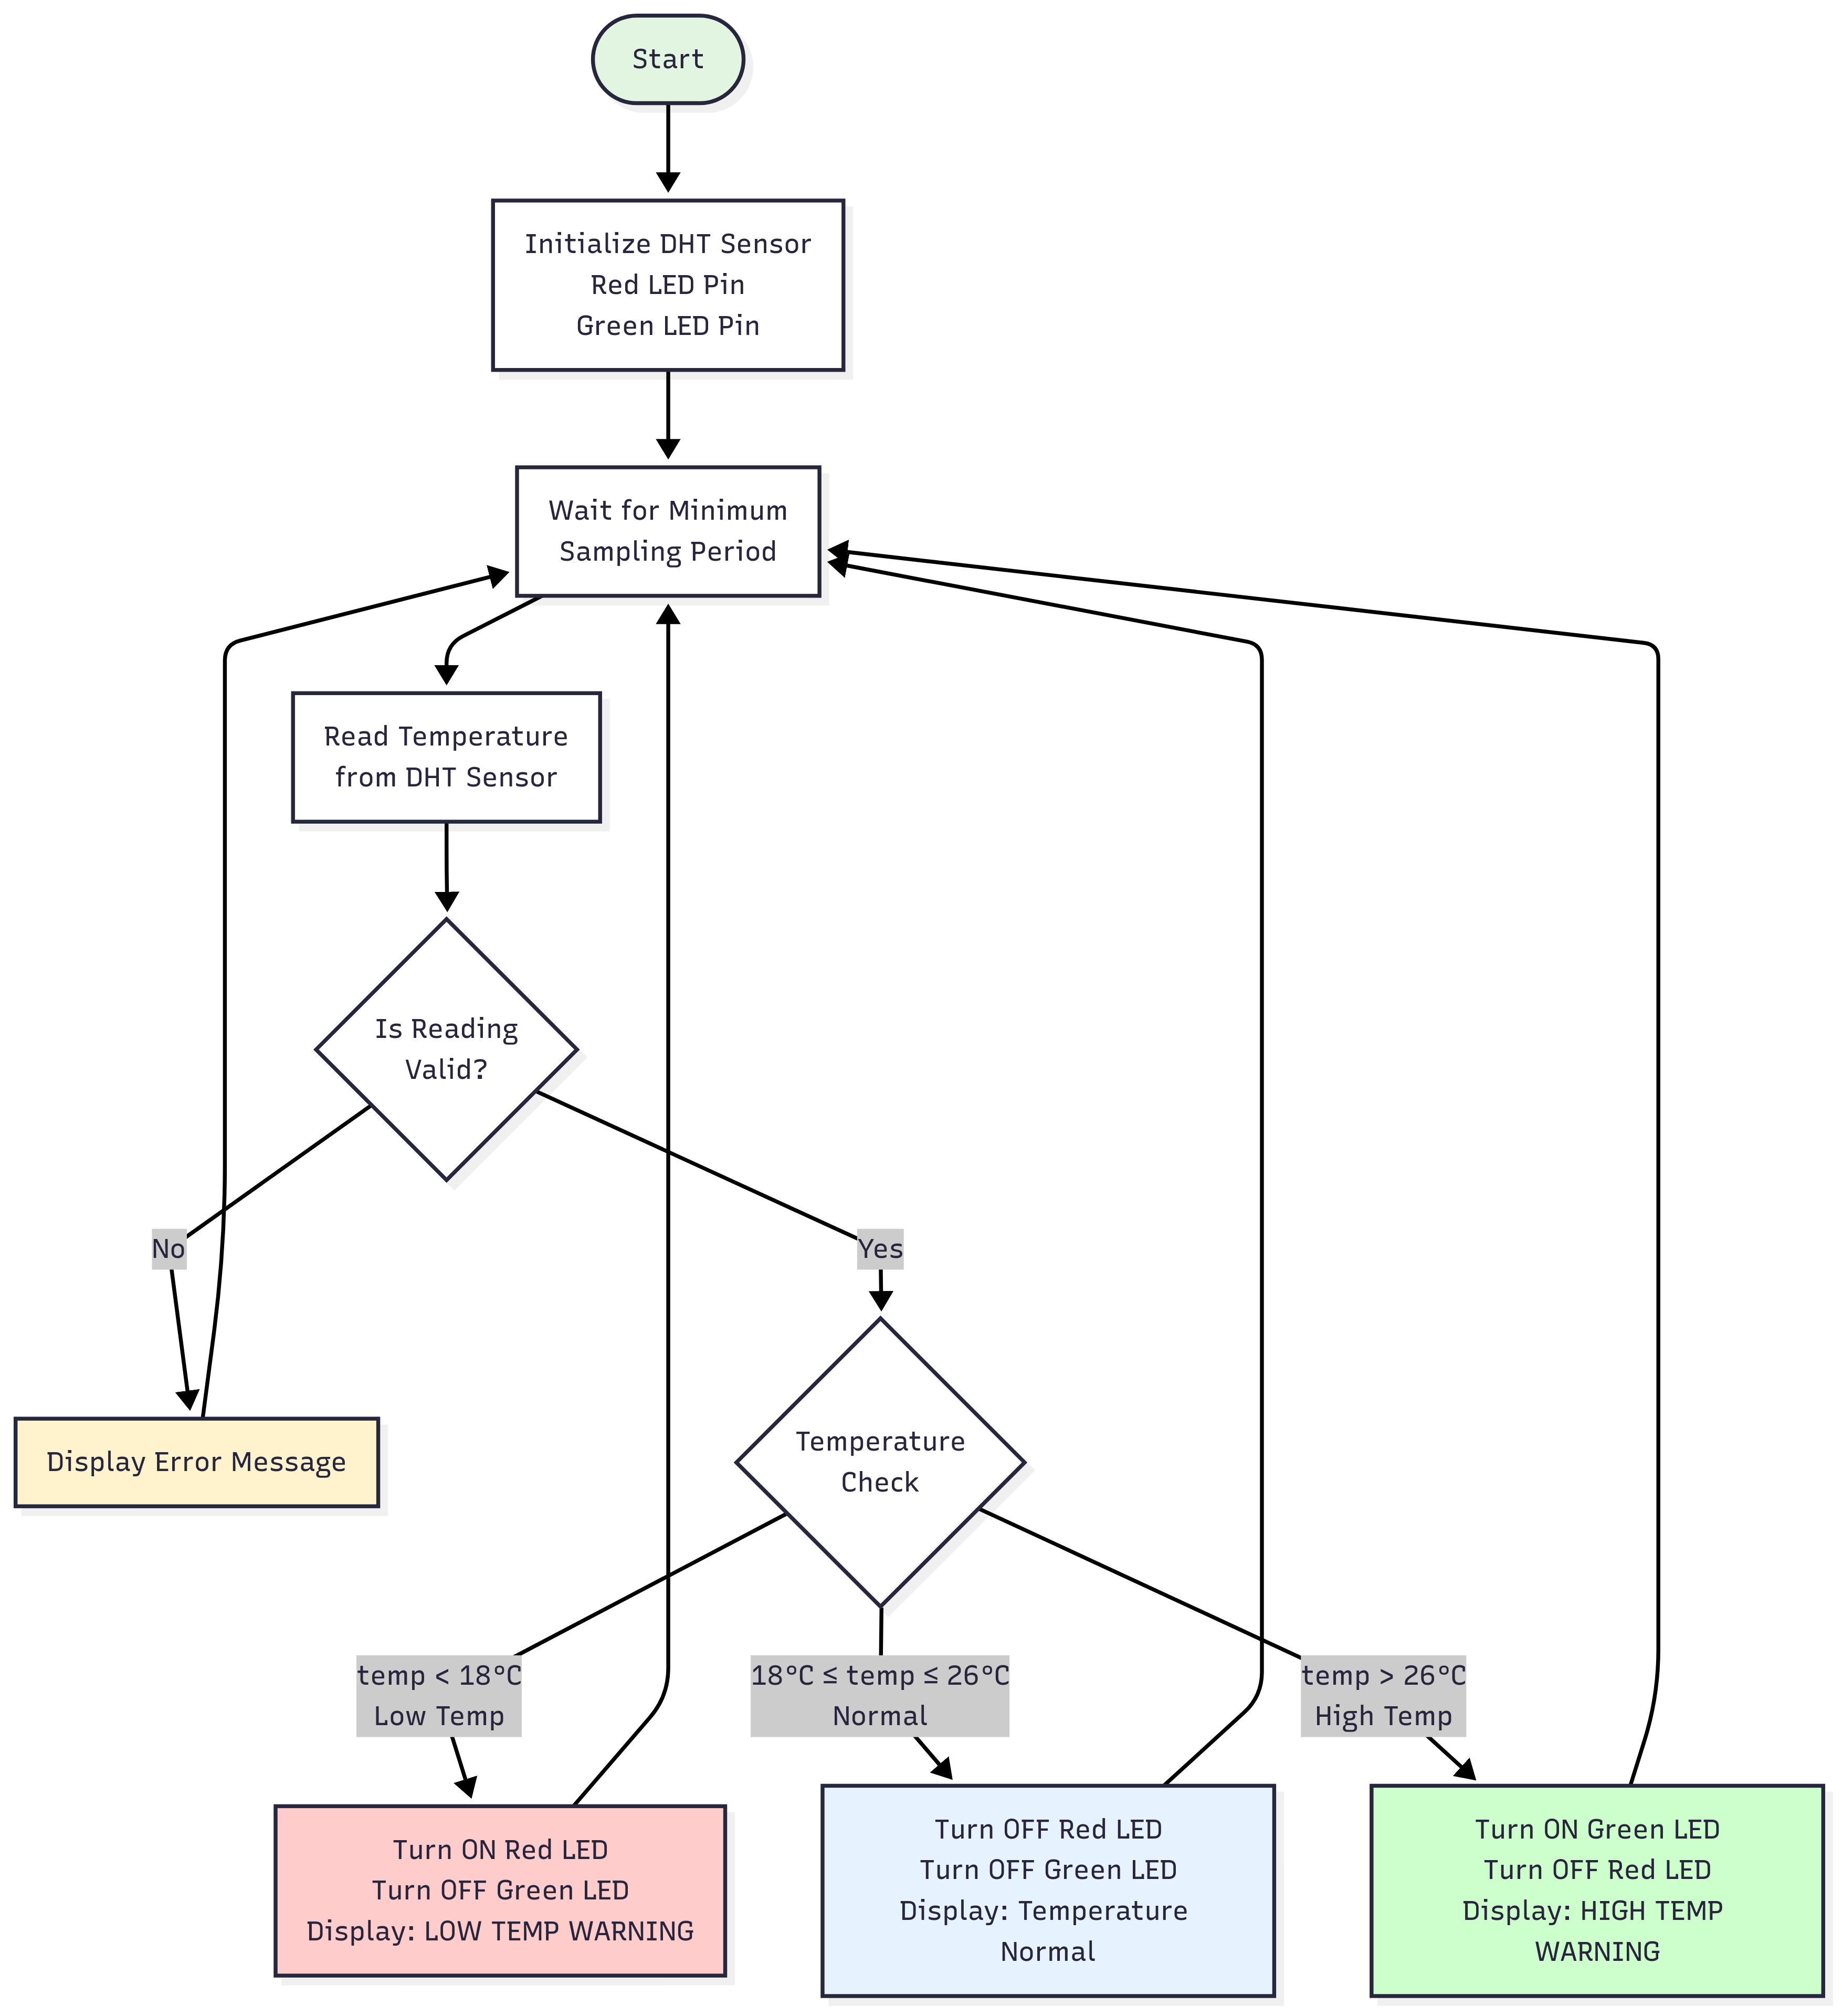 Start
Initialize DHT Sensor
Red LED Pin
Green LED Pin
Wait for Minimum
Sampling Period
Read Temperature
from DHT Sensor
Is Reading
Valid?
No
Yes
Display Error Message
Temperature
Check
temp < 18°C
Low Temp
18°C ≤ temp ≤ 26°C
Normal
temp > 26°C
High Temp
Turn ON Red LED
Turn OFF Green LED
Display: LOW TEMP WARNING
Turn OFF Red LED
Turn OFF Green LED
Display: Temperature
Normal
Turn ON Green LED
Turn OFF Red LED
Display: HIGH TEMP
WARNING